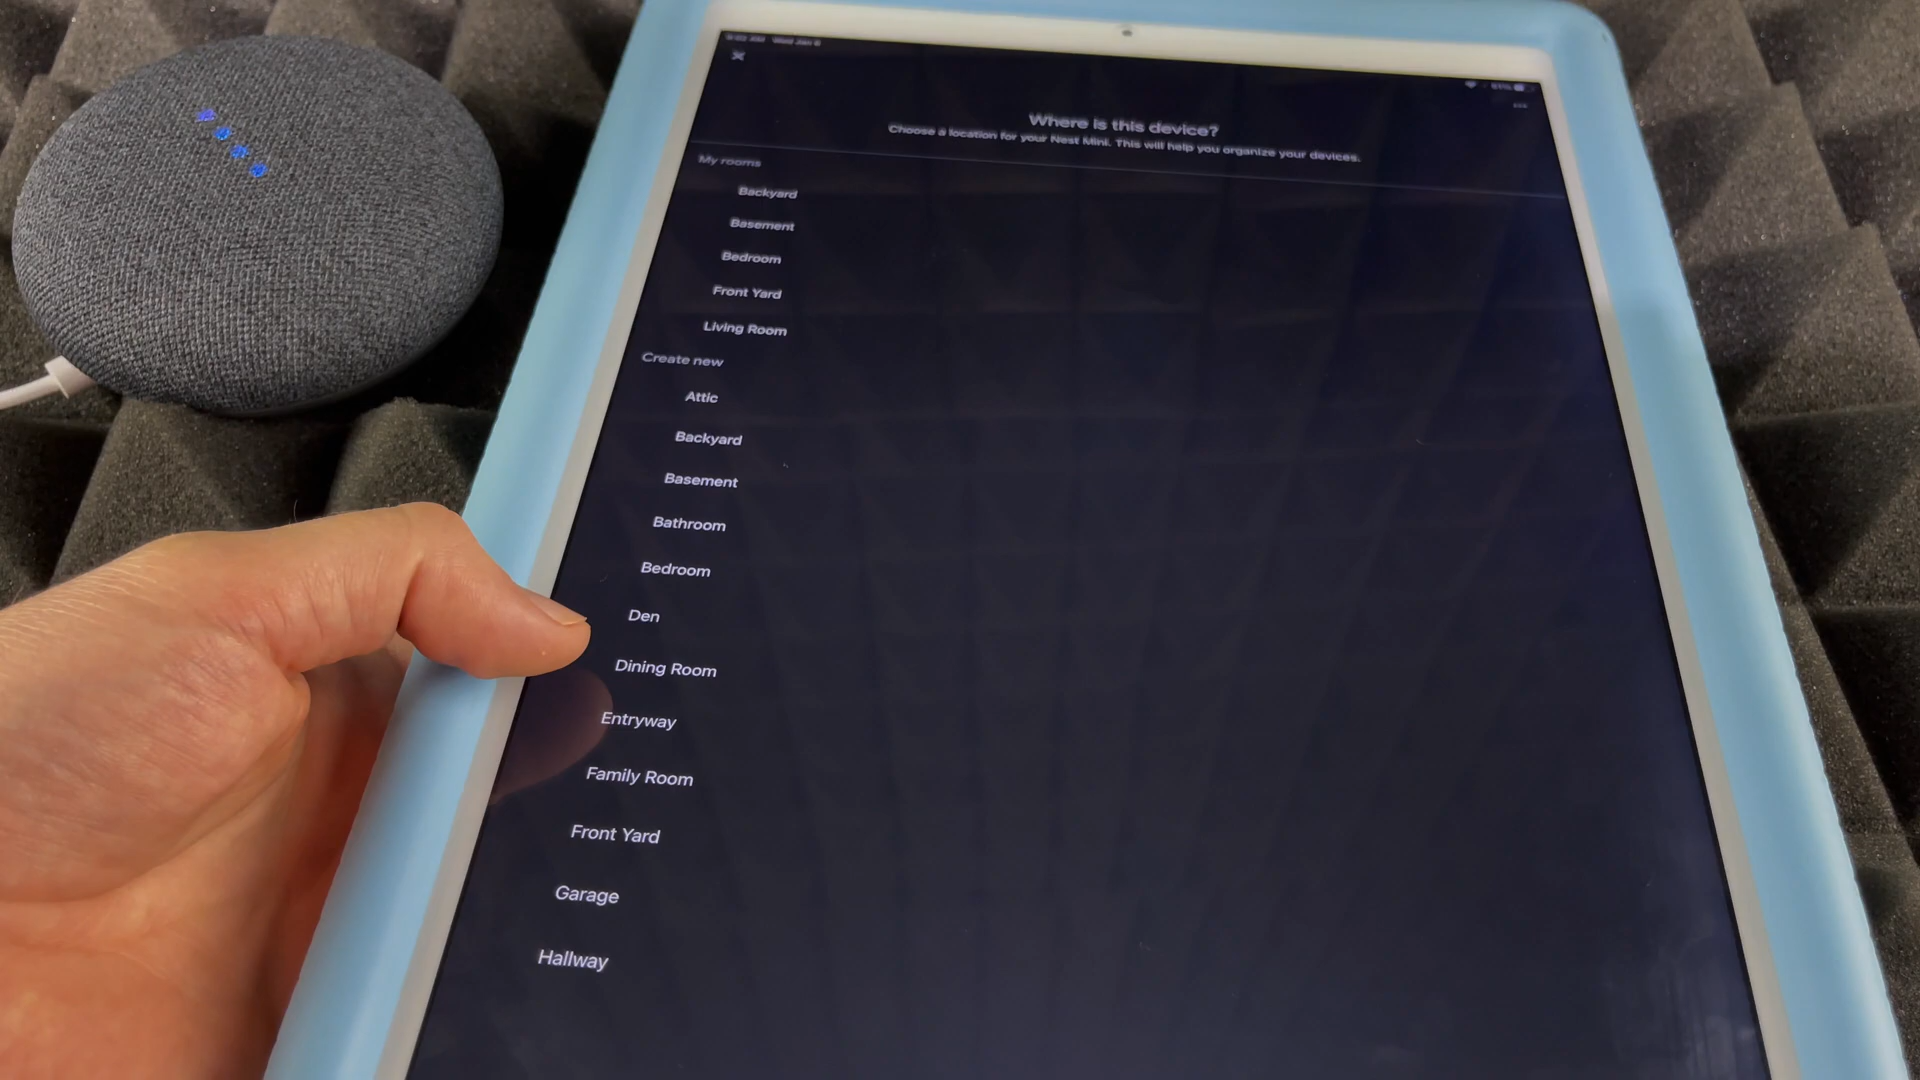 Where is this device?
Choose a location for your Nest Mini. This will help you organize your devices.
My rooms
Backyard
Basement
Bedroom
Front Yard
Living Room
Create new
Attic
Backyard
Basement
Bathroom
Bedroom
Den
Dining Room
Entryway
Family Room
Front Yard
Garage
Hallway